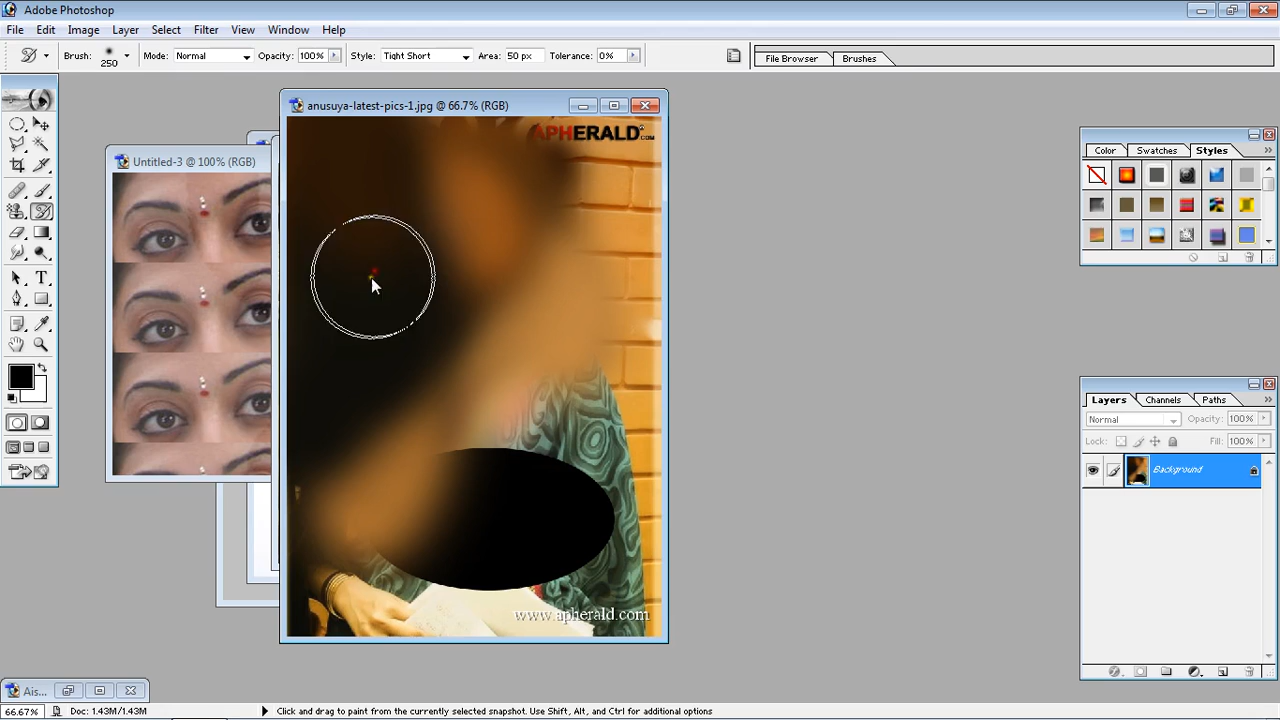 Adobe Photoshop
File Edit Image Layer Select Filter View Window Help
Brush: 250 Mode: Normal Opacity: 100% Style: Tight Short Area: 50 px Tolerance: 0% File Browser Brushes
anusuya-latest-pics-1.jpg @ 66.7% (RGB)
APHERALD.COM
Untitled-3 @ 100% (RGB)
Color Swatches Styles
Layers Channels Paths
Normal Opacity: 100%
Lock: Fill: 100%
Background
www.apherald.com
Ais...
66.67% Doc: 1.43M/1.43M Click and drag to paint from the currently selected snapshot. Use Shift, Alt, and Ctrl for additional options